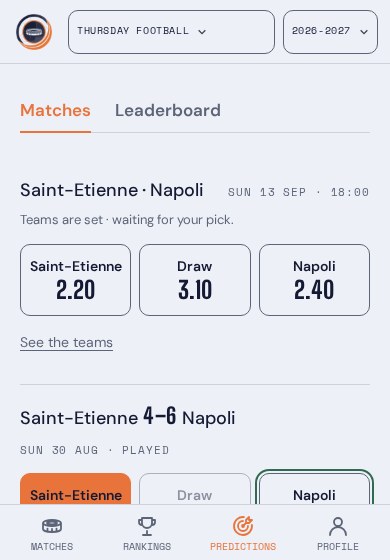 THURSDAY FOOTBALL 2026-2027
Matches Leaderboard
Saint-Etienne · Napoli SUN 13 SEP · 18:00
Teams are set · waiting for your pick.
Saint-Etienne Draw Napoli
2.20 3.10 2.40
See the teams
Saint-Etienne 4–6 Napoli
SUN 30 AUG · PLAYED
Saint-Etienne Draw Napoli
MATCHES RANKINGS PREDICTIONS PROFILE